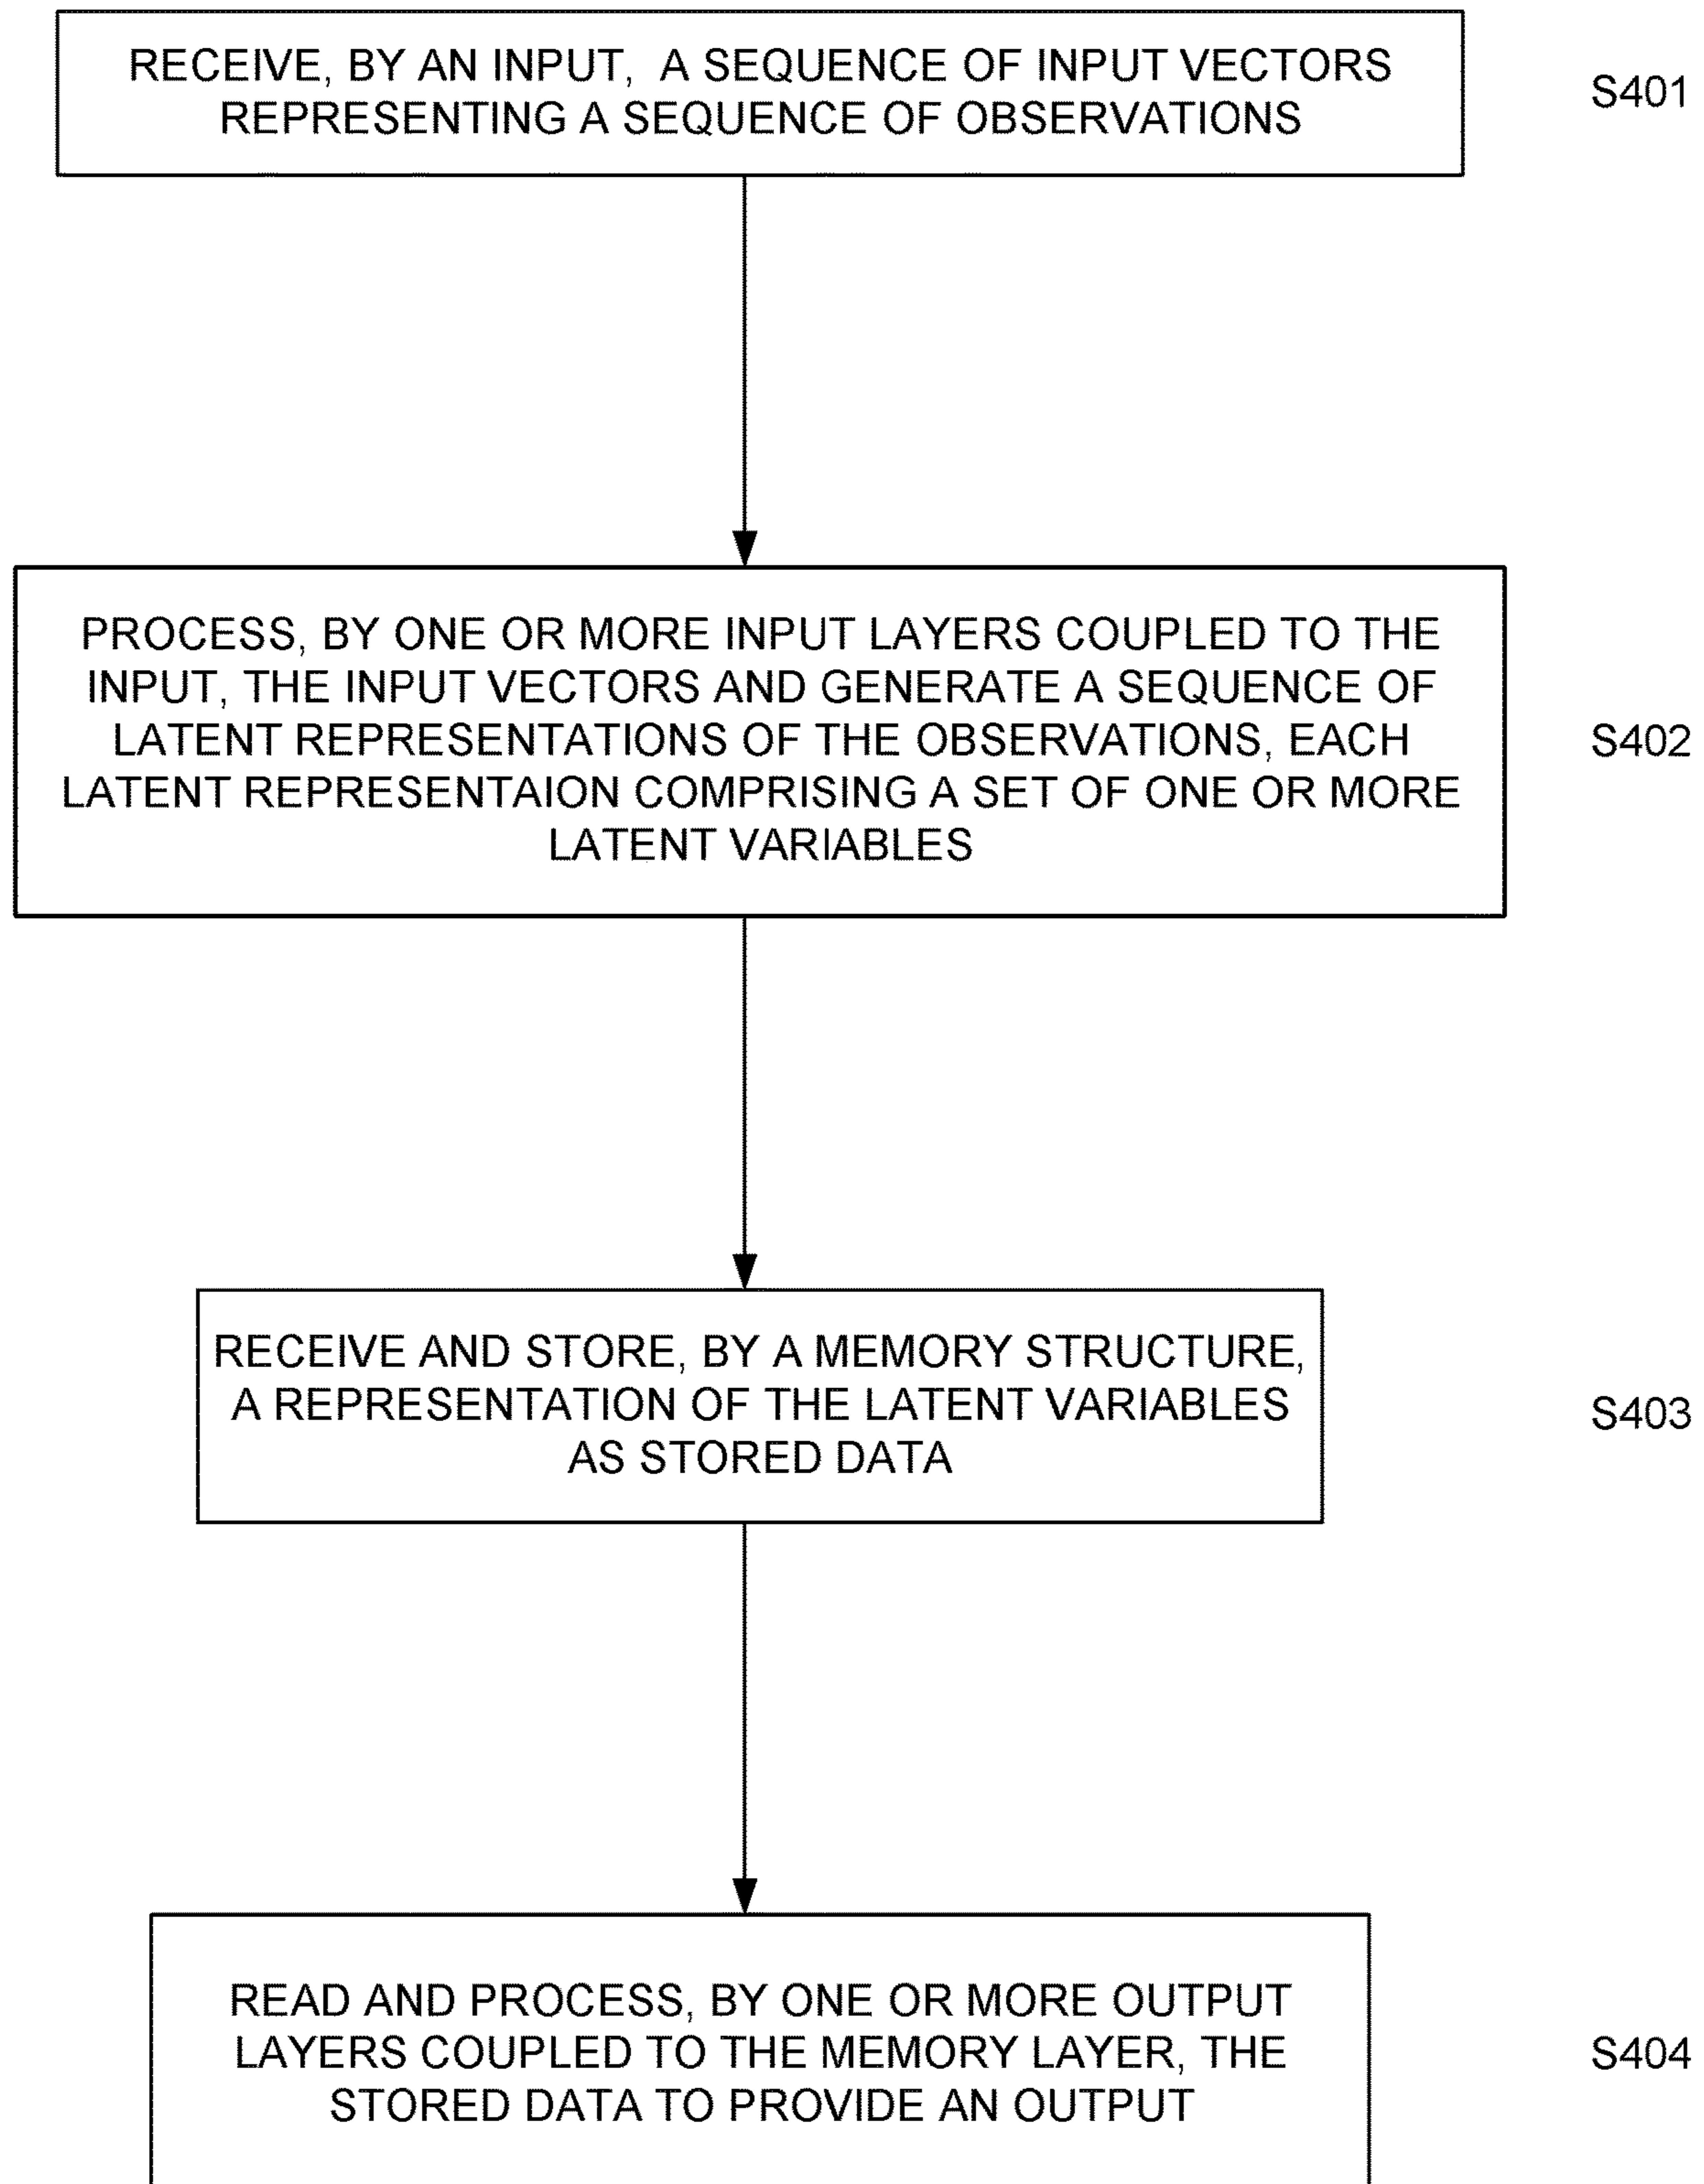 RECEIVE, BY AN INPUT, A SEQUENCE OF INPUT VECTORS
REPRESENTING A SEQUENCE OF OBSERVATIONS
S401
PROCESS, BY ONE OR MORE INPUT LAYERS COUPLED TO THE
INPUT, THE INPUT VECTORS AND GENERATE A SEQUENCE OF
LATENT REPRESENTATIONS OF THE OBSERVATIONS, EACH
LATENT REPRESENTAION COMPRISING A SET OF ONE OR MORE
LATENT VARIABLES
S402
RECEIVE AND STORE, BY A MEMORY STRUCTURE,
A REPRESENTATION OF THE LATENT VARIABLES
AS STORED DATA
S403
READ AND PROCESS, BY ONE OR MORE OUTPUT
LAYERS COUPLED TO THE MEMORY LAYER, THE
STORED DATA TO PROVIDE AN OUTPUT
S404